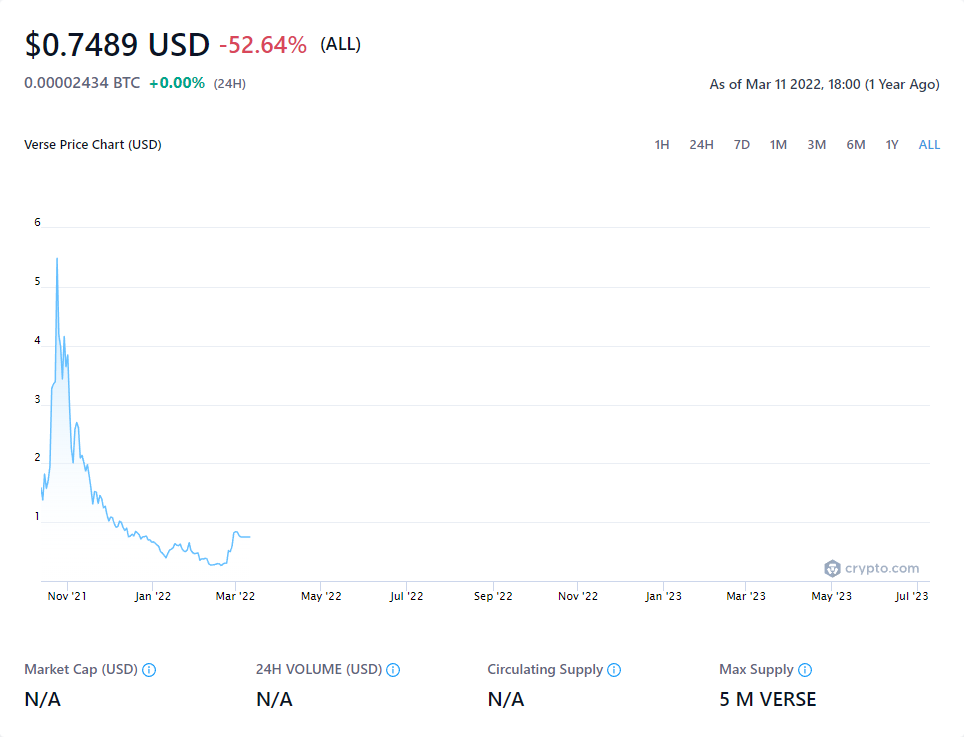 $0.7489 USD -52.64% (ALL)
0.00002434 BTC +0.00% (24H)
As of Mar 11 2022, 18:00 (1 Year Ago)
Verse Price Chart (USD)
1H 24H 7D 1M 3M 6M 1Y ALL
6
5
4
3
2
1
crypto.com
Nov '21 Jan '22 Mar '22 May '22 Jul '22 Sep '22 Nov '22 Jan '23 Mar '23 May '23 Jul '23
Market Cap (USD) 24H VOLUME (USD) Circulating Supply Max Supply
N/A N/A N/A 5 M VERSE